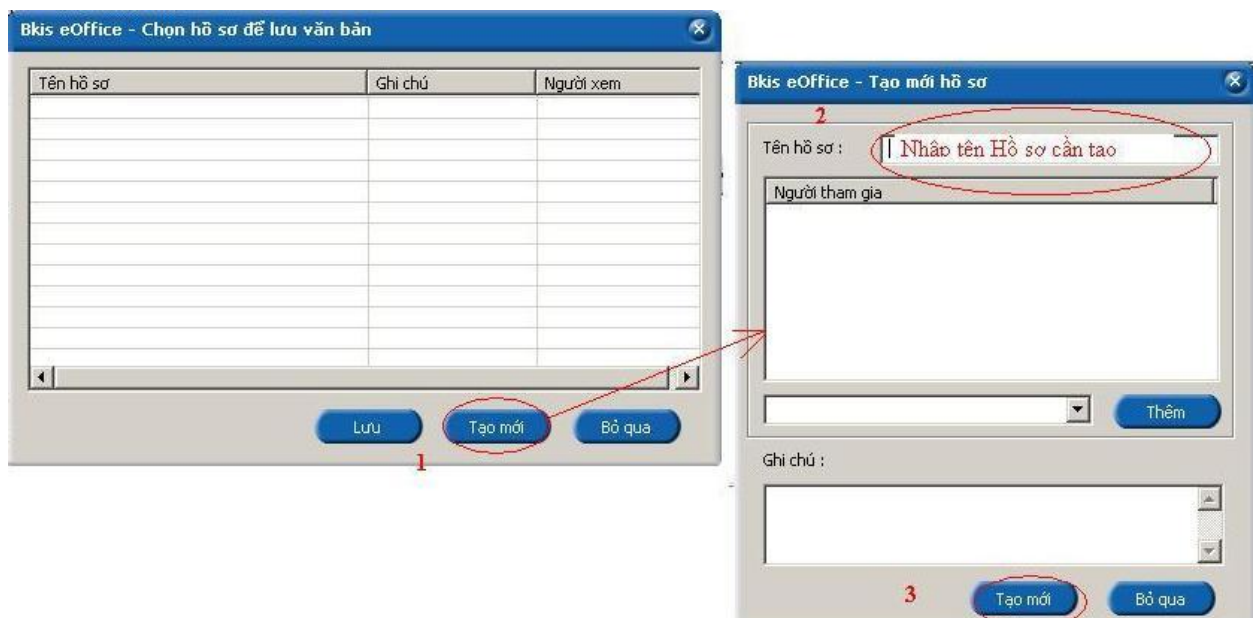 Bkis eOffice - Chọn hồ sơ để lưu văn bản
Tên hồ sơ Ghi chú Người xem
Lưu Tạo mới Bỏ qua
1
Bkis eOffice - Tạo mới hồ sơ
2
Tên hồ sơ : Nhâp tên Hồ sơ cần tao
Người tham gia
Thêm
Ghi chú :
3 Tạo mới Bỏ qua